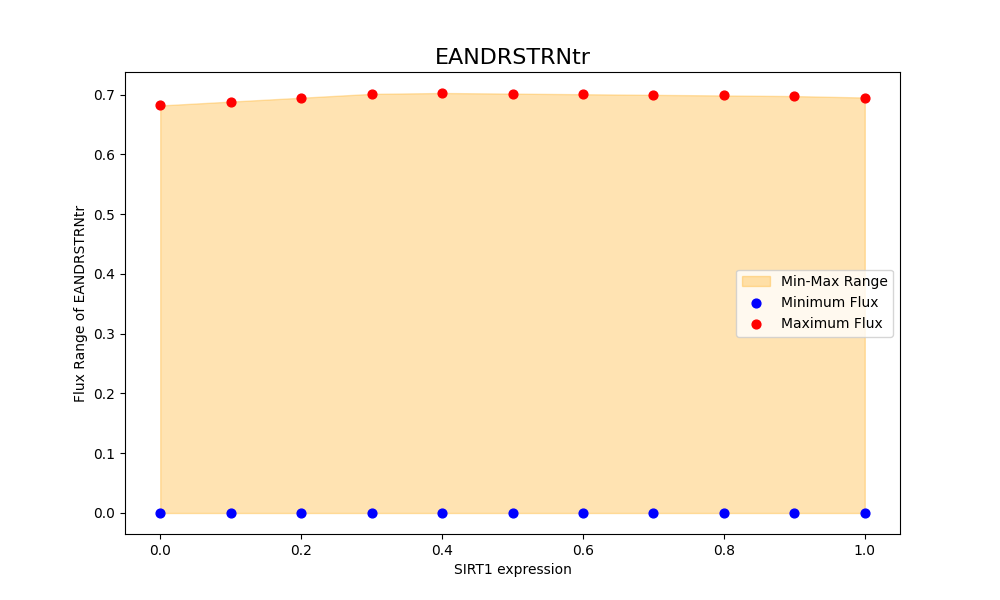 EANDRSTRNtr
Flux Range of EANDRSTRNtr
0.7
0.6
0.5
0.4
0.3
0.2
0.1
0.0
Min-Max Range
Minimum Flux
Maximum Flux
0.0 0.2 0.4 0.6 0.8 1.0
SIRT1 expression